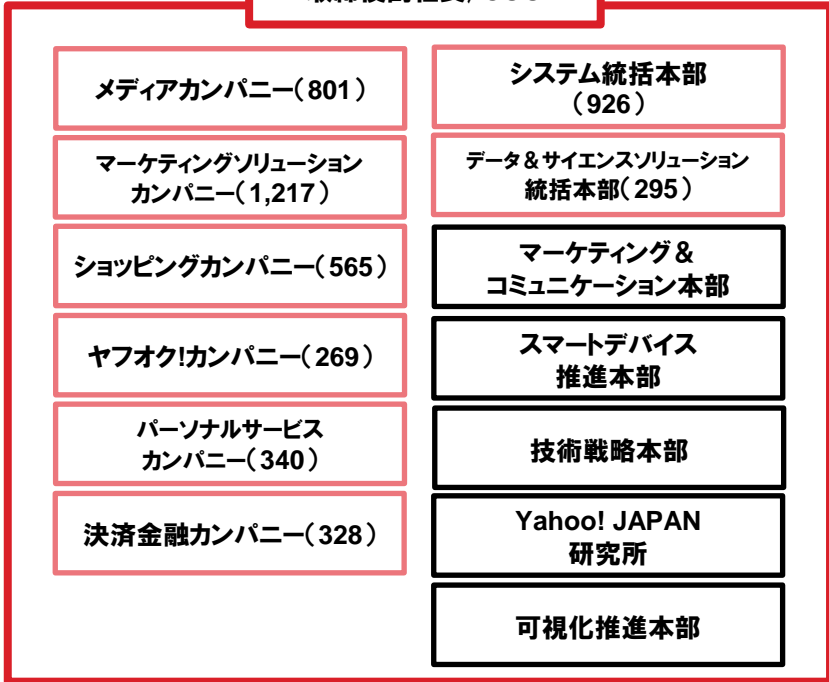 メディアカンパニー（801）
マーケティングソリューション
カンパニー（1,217）
ショッピングカンパニー（565）
ヤフオク!カンパニー（269）
パーソナルサービス
カンパニー（340）
決済金融カンパニー（328）
システム統括本部
（926）
データ＆サイエンスソリューション
統括本部（295）
マーケティング＆
コミュニケーション本部
スマートデバイス
推進本部
技術戦略本部
Yahoo! JAPAN
研究所
可視化推進本部